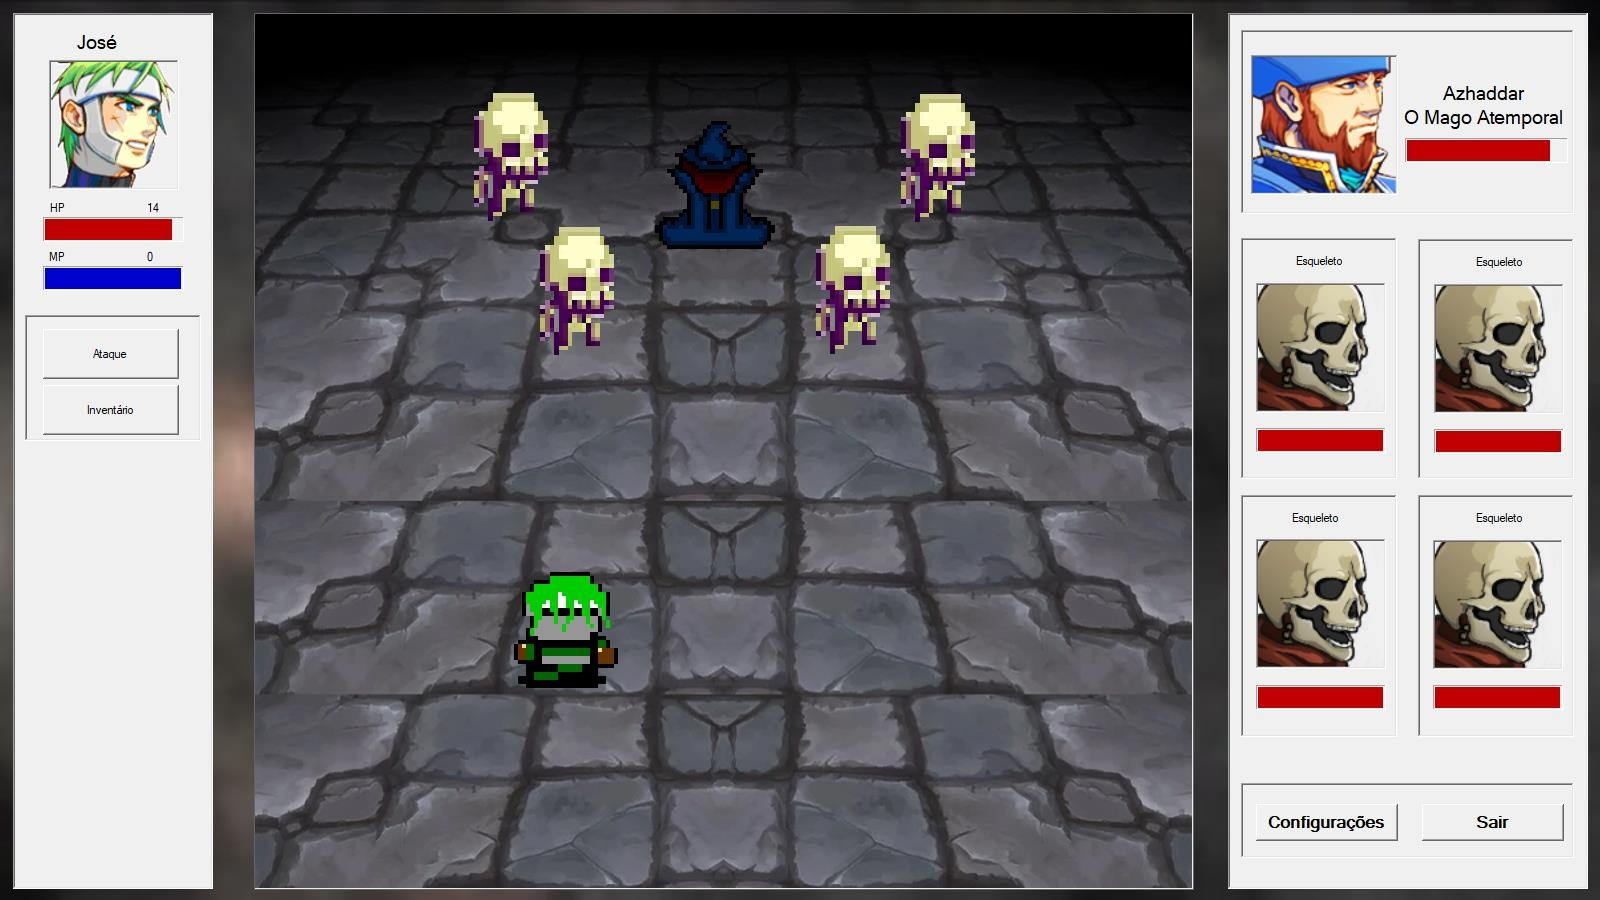 José
HP 14
MP 0
Ataque
Inventário
Azhaddar
O Mago Atemporal
Esqueleto
Esqueleto
Esqueleto
Esqueleto
Configurações
Sair